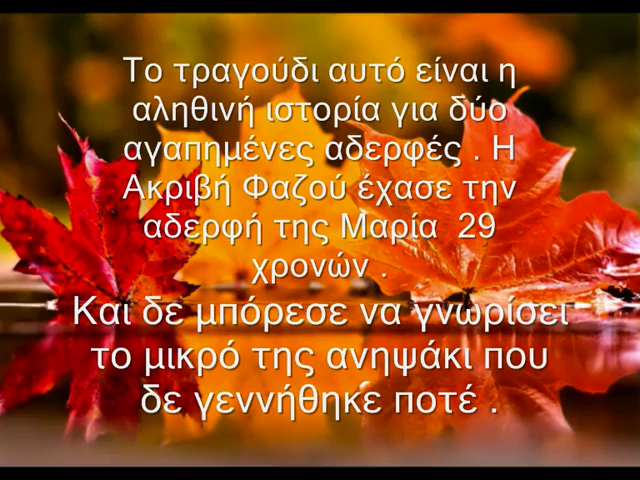 Το τραγούδι αυτό είναι η
αληθινή ιστορία για δύο
αγαπημένες αδερφές . Η
Ακριβή Φαζού έχασε την
αδερφή της Μαρία  29
χρονών .
Και δε μπόρεσε να γνωρίσει
το μικρό της ανηψάκι που
δε γεννήθηκε ποτέ .